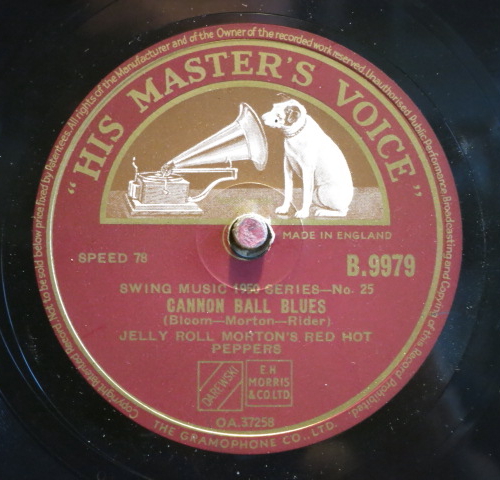 Copyright Patented Record Not to be sold below price fixed by Patentees. All rights of the Manufacturer and of the Owner of the recorded work reserved. Unauthorised Public Performance, Broadcasting and Copying of this Record Prohibited.
"HIS MASTER'S VOICE"
MADE IN ENGLAND
SPEED 78
B.9979
SWING MUSIC 1950 SERIES—No. 25
CANNON BALL BLUES
(Bloom—Morton—Rider)
JELLY ROLL MORTON'S RED HOT
PEPPERS
DAREWSKI
E.H.
MORRIS
& CO. LTD.
OA.37258
THE GRAMOPHONE CO., LTD.